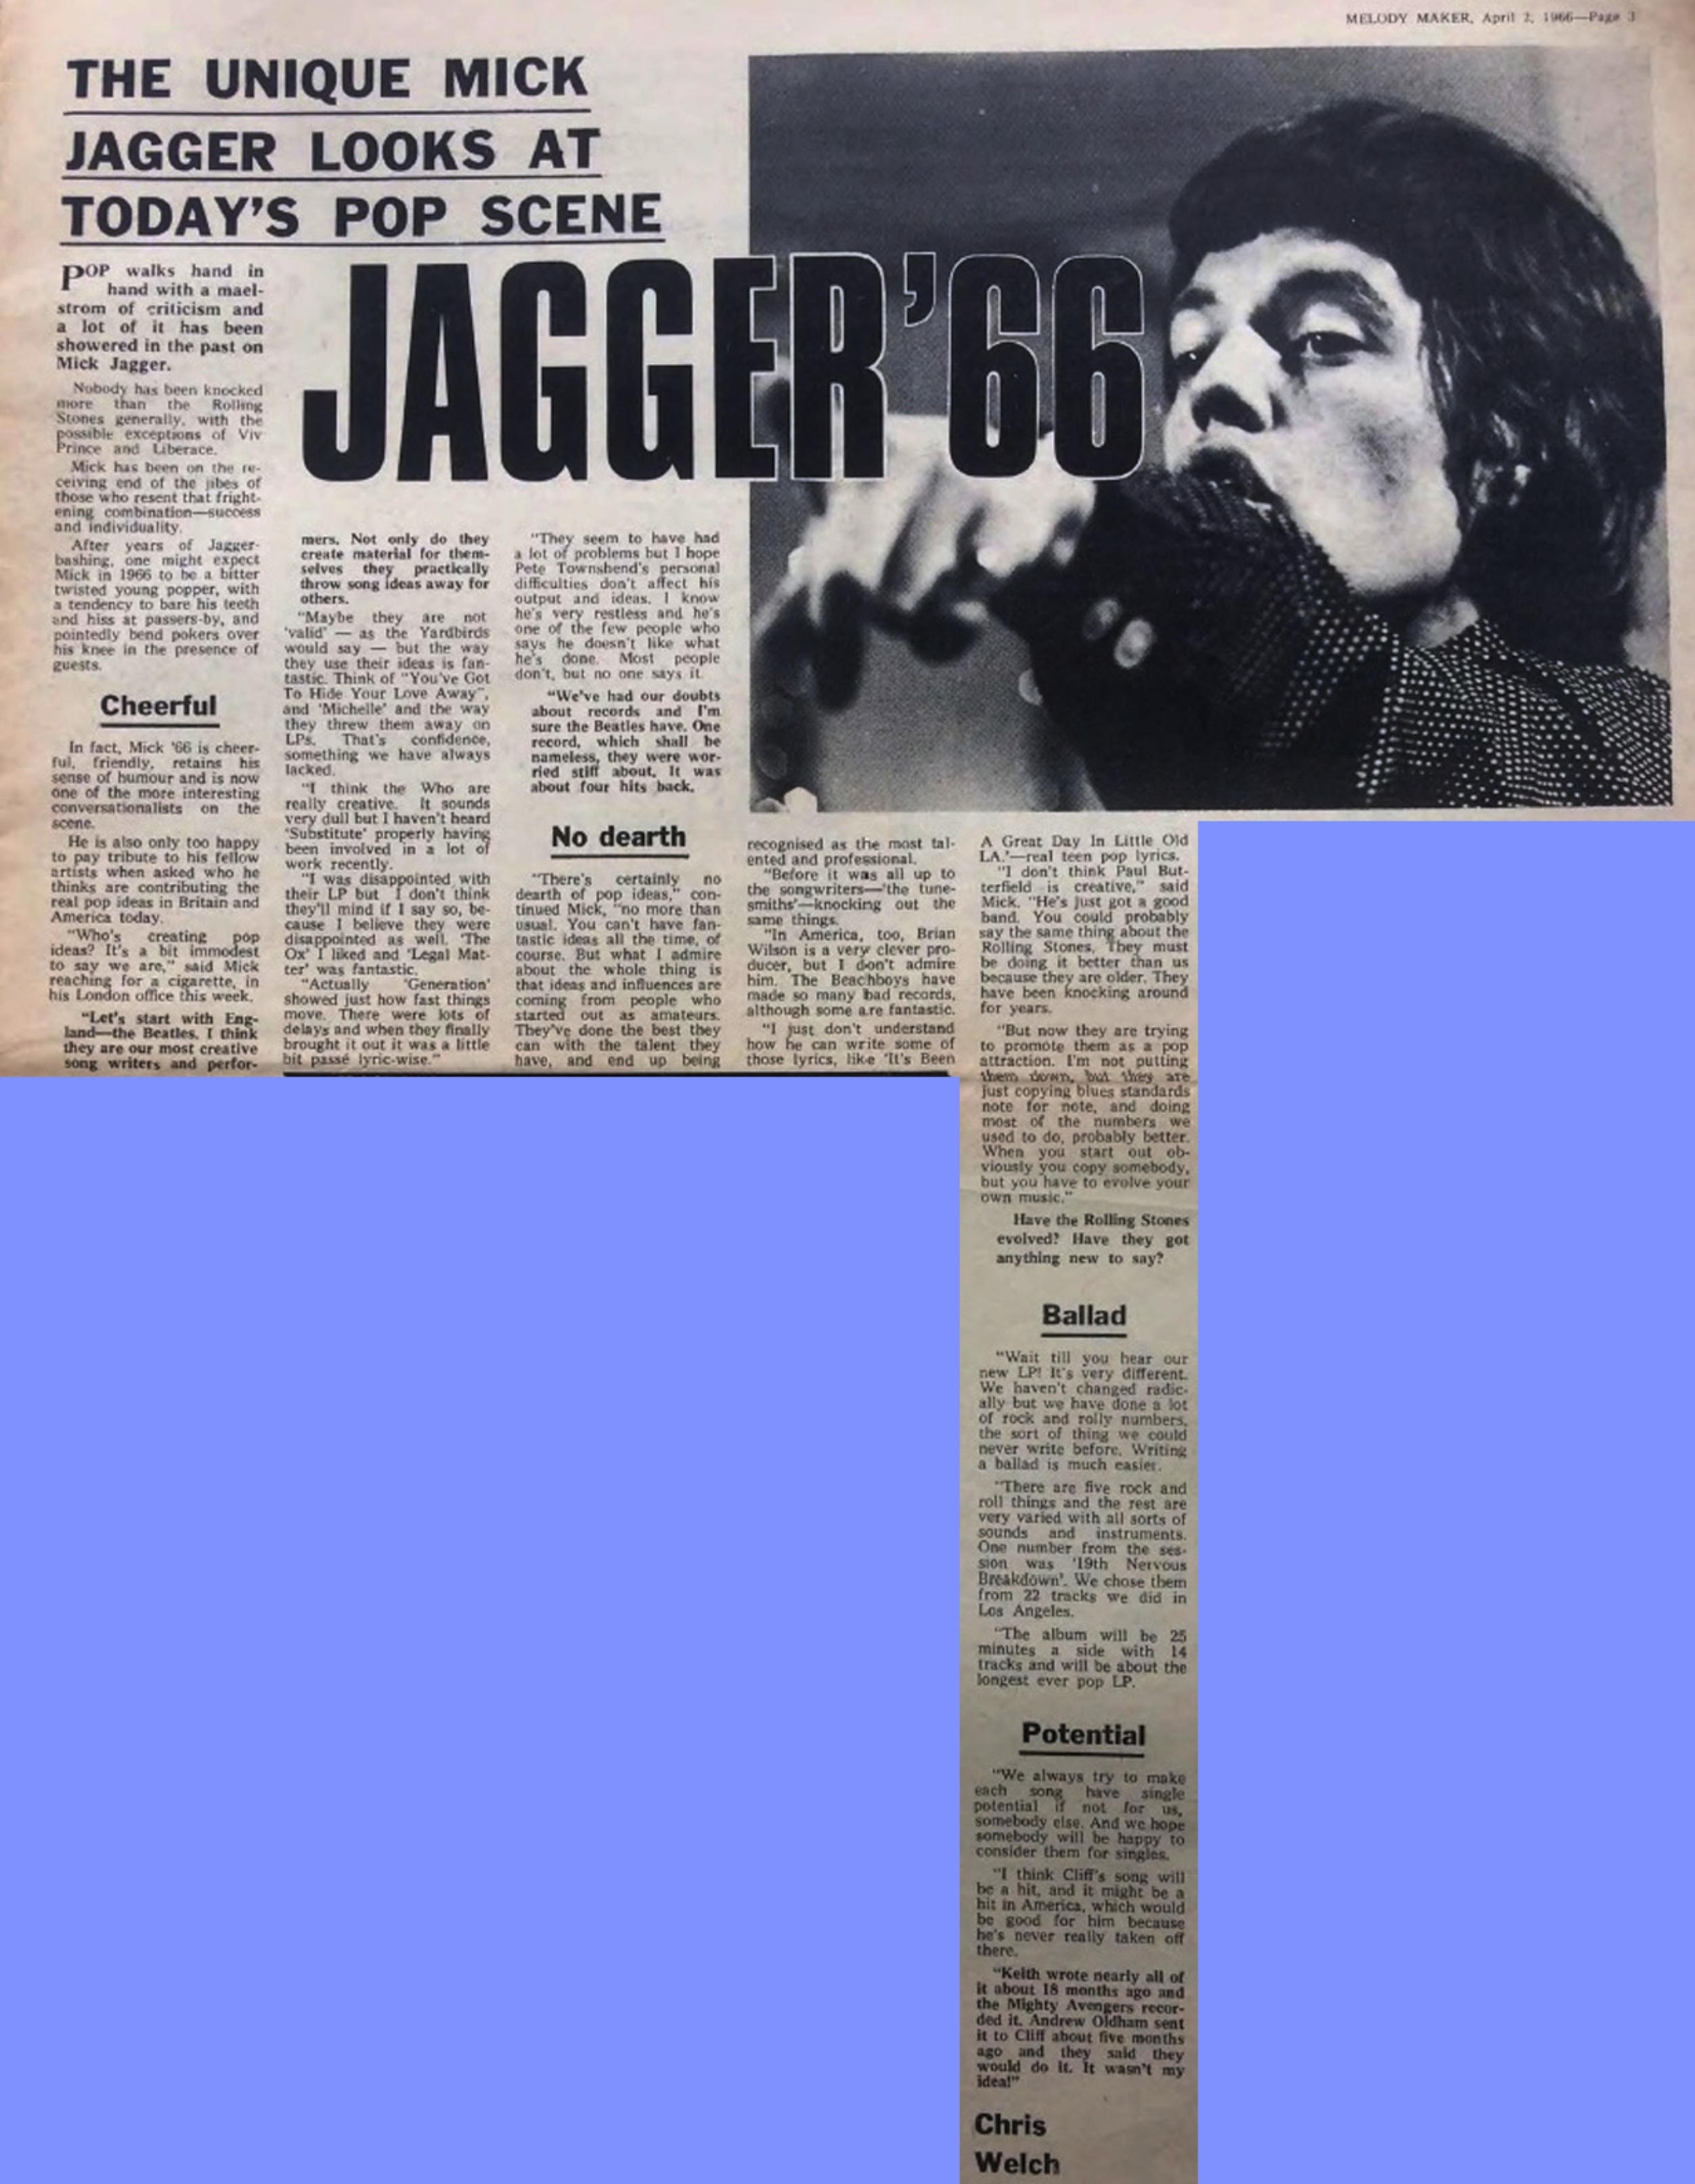 MELODY MAKER, April 2, 1966—Page 3
THE UNIQUE MICK
JAGGER LOOKS AT
TODAY'S POP SCENE
JAGGER '66
POP walks hand in
hand with a mael-
strom of criticism and
a lot of it has been
showered in the past on
Mick Jagger.
Nobody has been knocked
more than the Rolling
Stones generally, with the
possible exceptions of Viv
Prince and Liberace.
Mick has been on the re-
ceiving end of the jibes of
those who resent that fright-
ening combination—success
and individuality.
After years of Jagger-
bashing, one might expect
Mick in 1966 to be a bitter
twisted young popper, with
a tendency to bare his teeth
and hiss at passers-by, and
pointedly bend pokers over
his knee in the presence of
guests.
Cheerful
In fact, Mick '66 is cheer-
ful, friendly, retains his
sense of humour and is now
one of the more interesting
conversationalists on the
scene.
He is also only too happy
to pay tribute to his fellow
artists when asked who he
thinks are contributing the
real pop ideas in Britain and
America today.
"Who's creating pop
ideas? It's a bit immodest
to say we are," said Mick
reaching for a cigarette, in
his London office this week.
"Let's start with Eng-
land—the Beatles. I think
they are our most creative
song writers and perfor-
mers. Not only do they
create material for them-
selves they practically
throw song ideas away for
others.
"Maybe they are not
'valid' — as the Yardbirds
would say — but the way
they use their ideas is fan-
tastic. Think of "You've Got
To Hide Your Love Away",
and 'Michelle' and the way
they threw them away on
LPs. That's confidence,
something we have always
lacked.
"I think the Who are
really creative. It sounds
very dull but I haven't heard
'Substitute' properly having
been involved in a lot of
work recently.
"I was disappointed with
their LP but I don't think
they'll mind if I say so, be-
cause I believe they were
disappointed as well. 'The
Ox' I liked and 'Legal Mat-
ter' was fantastic.
"Actually 'Generation'
showed just how fast things
move. There were lots of
delays and when they finally
brought it out it was a little
bit passé lyric-wise."
"They seem to have had
a lot of problems but I hope
Pete Townshend's personal
difficulties don't affect his
output and ideas. I know
he's very restless and he's
one of the few people who
says he doesn't like what
he's done. Most people
don't, but no one says it.
"We've had our doubts
about records and I'm
sure the Beatles have. One
record, which shall be
nameless, they were wor-
ried stiff about. It was
about four hits back.
No dearth
"There's certainly no
dearth of pop ideas," con-
tinued Mick, "no more than
usual. You can't have fan-
tastic ideas all the time, of
course. But what I admire
about the whole thing is
that ideas and influences are
coming from people who
started out as amateurs.
They've done the best they
can with the talent they
have, and end up being
recognised as the most tal-
ented and professional.
"Before it was all up to
the songwriters—'the tune-
smiths'—knocking out the
same things.
"In America, too, Brian
Wilson is a very clever pro-
ducer, but I don't admire
him. The Beachboys have
made so many bad records,
although some are fantastic.
"I just don't understand
how he can write some of
those lyrics, like 'It's Been
A Great Day In Little Old
LA.'—real teen pop lyrics.
"I don't think Paul But-
terfield is creative," said
Mick. "He's just got a good
band. You could probably
say the same thing about the
Rolling Stones. They must
be doing it better than us
because they are older. They
have been knocking around
for years.
"But now they are trying
to promote them as a pop
attraction. I'm not putting
them down, but they are
just copying blues standards
note for note, and doing
most of the numbers we
used to do, probably better.
When you start out ob-
viously you copy somebody,
but you have to evolve your
own music."
Have the Rolling Stones
evolved? Have they got
anything new to say?
Ballad
"Wait till you hear our
new LP! It's very different.
We haven't changed radic-
ally but we have done a lot
of rock and rolly numbers,
the sort of thing we could
never write before. Writing
a ballad is much easier.
"There are five rock and
roll things and the rest are
very varied with all sorts of
sounds and instruments.
One number from the ses-
sion was '19th Nervous
Breakdown'. We chose them
from 22 tracks we did in
Los Angeles.
"The album will be 25
minutes a side with 14
tracks and will be about the
longest ever pop LP.
Potential
"We always try to make
each song have single
potential if not for us,
somebody else. And we hope
somebody will be happy to
consider them for singles.
"I think Cliff's song will
be a hit, and it might be a
hit in America, which would
be good for him because
he's never really taken off
there.
"Keith wrote nearly all of
it about 18 months ago and
the Mighty Avengers recor-
ded it. Andrew Oldham sent
it to Cliff about five months
ago and they said they
would do it. It wasn't my
idea!"
Chris
Welch